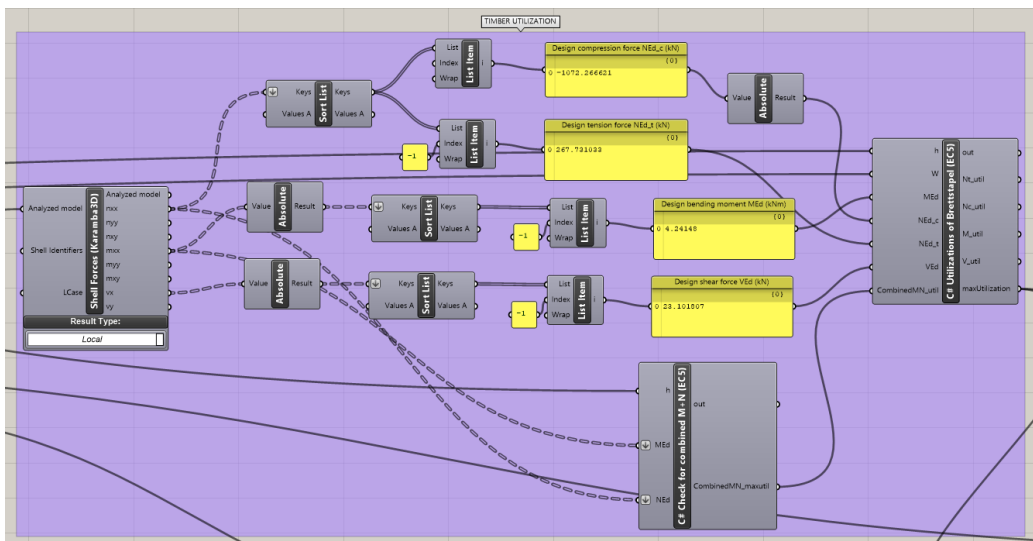 TIMBER UTILIZATION
List
Index
Wrap
List Item
i
Design compression force NEd_c (kN)
{0}
0 -1072.266621
Keys
Values A
Sort List
Keys
Values A
Value
Absolute
Result
List
Index
Wrap
List Item
i
-1
Design tension force NEd_t (kN)
{0}
0 267.731033
h
W
MEd
NEd_c
NEd_t
VEd
CombinedMN_util
C# Utilizations of Brettstapel (EC5)
out
Nt_util
Nc_util
M_util
V_util
maxUtilization
Analyzed model
Shell Identifiers
LCase
Shell Forces (Karamba3D)
Analyzed model
nxx
nyy
nxy
mxx
myy
mxy
vx
vy
Result Type:
Local
Value
Absolute
Result
Keys
Values A
Sort List
Keys
Values A
-1
List
Index
Wrap
List Item
i
Design bending moment MEd (kNm)
{0}
0 4.24148
Value
Absolute
Result
Keys
Values A
Sort List
Keys
Values A
-1
List
Index
Wrap
List Item
i
Design shear force VEd (kN)
{0}
0 23.101807
h
MEd
NEd
C# Check for combined M+N (EC5)
out
CombinedMN_maxutil